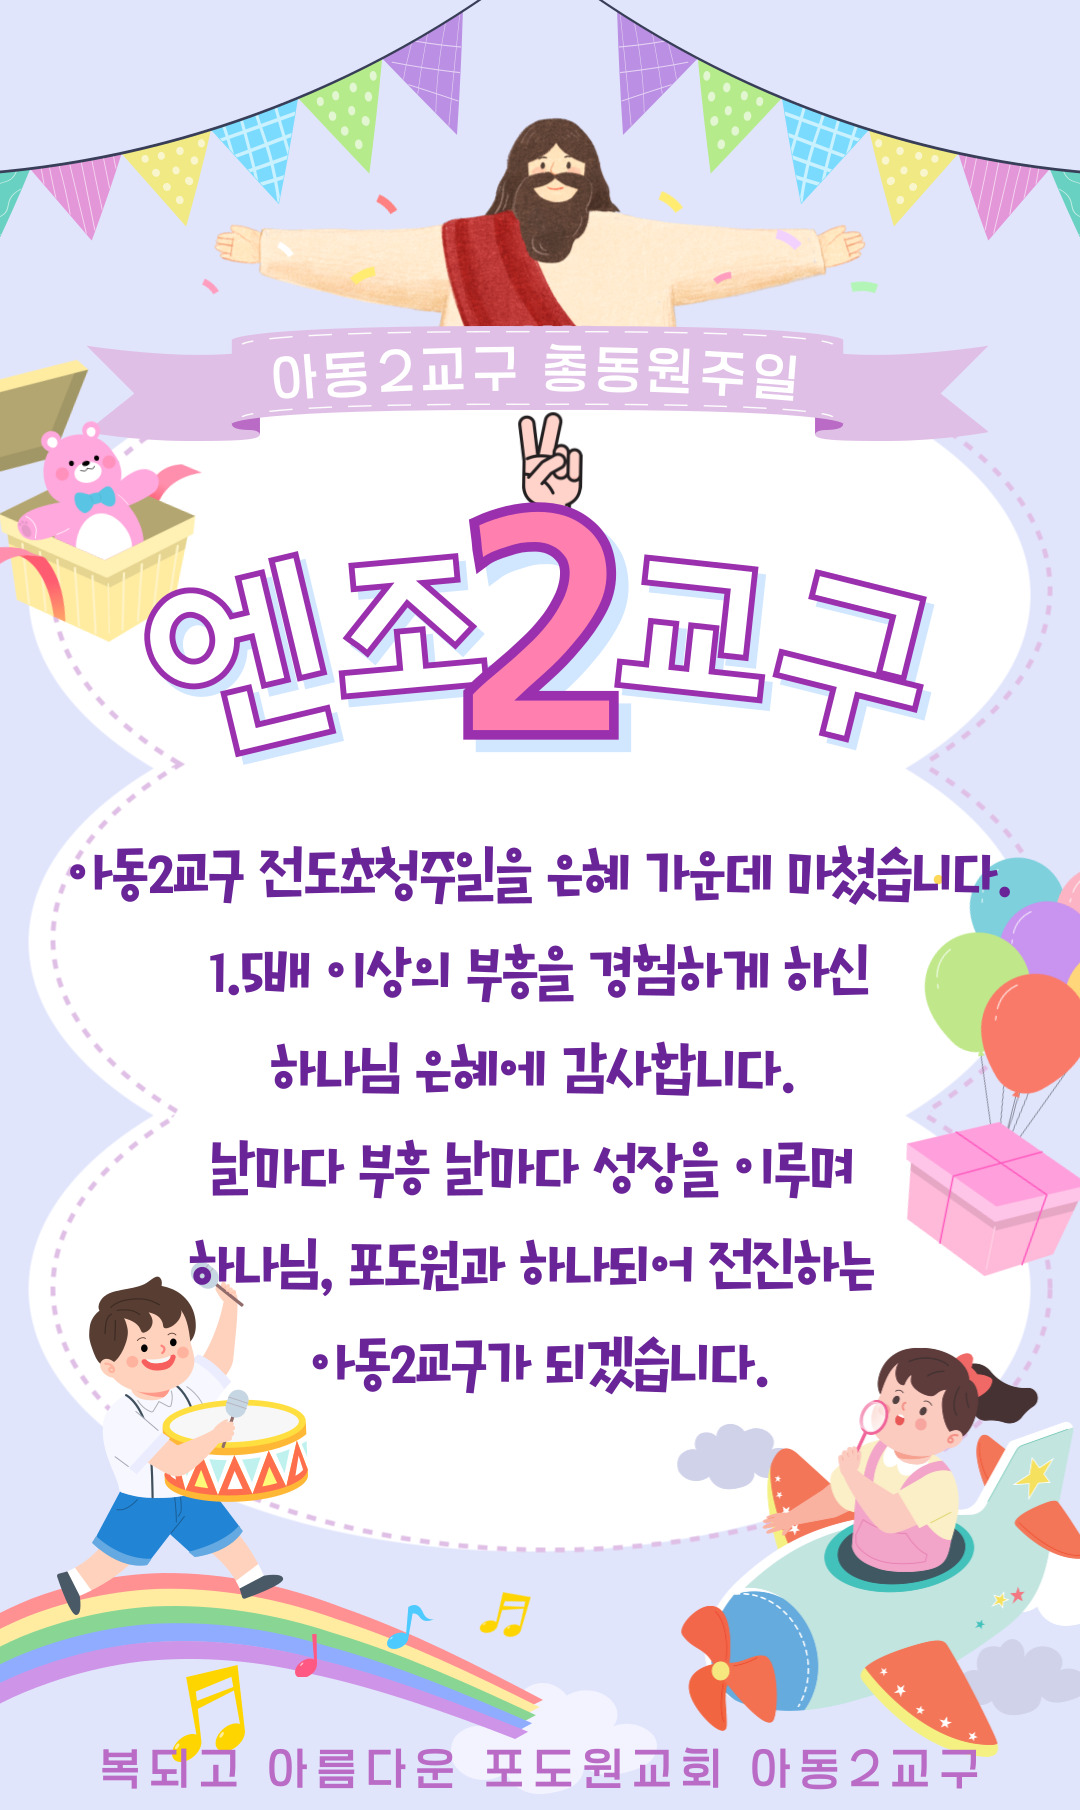 아동2교구 총동원주일
엔조2교구
아동2교구 전도초청주일을 은혜 가운데 마쳤습니다.
1.5배 이상의 부흥을 경험하게 하신
하나님 은혜에 감사합니다.
날마다 부흥 날마다 성장을 이루며
하나님, 포도원과 하나되어 전진하는
아동2교구가 되겠습니다.
복되고 아름다운 포도원교회 아동2교구